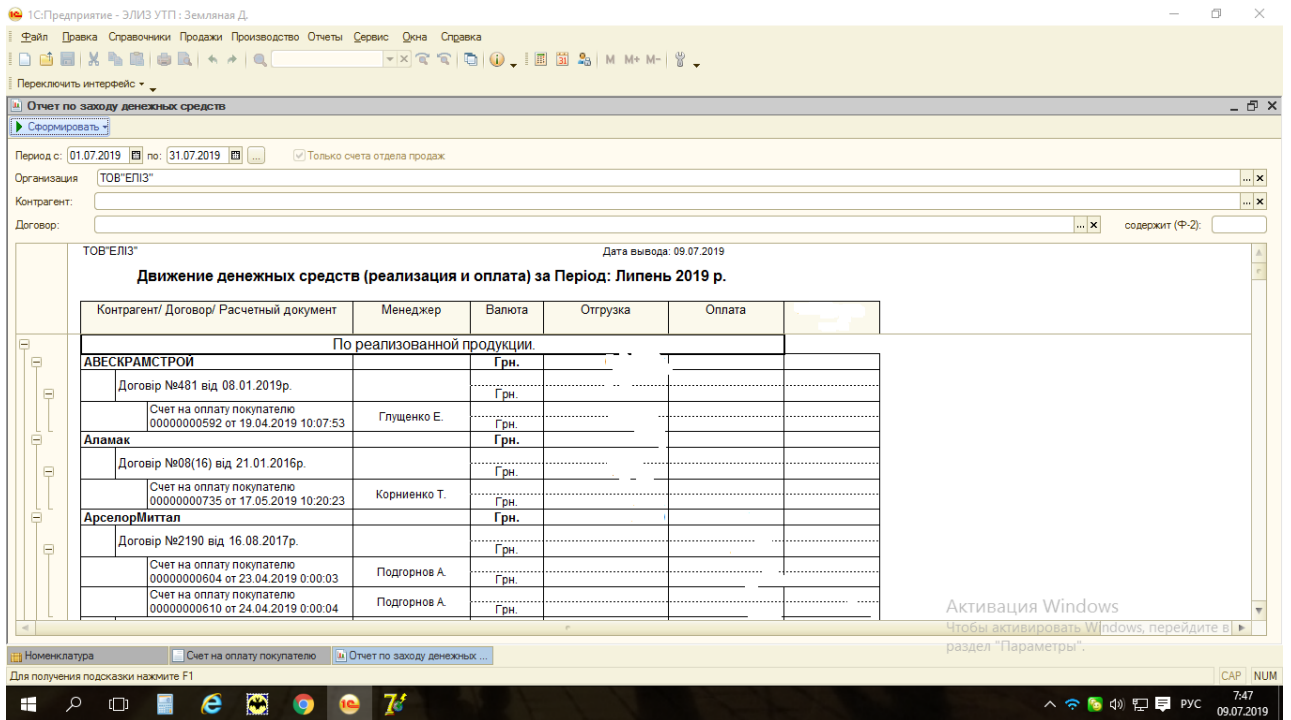 1С:Предприятие - ЭЛИЗ УТП : Земляная Д.
Файл Правка Справочники Продажи Производство Отчеты Сервис Окна Справка
M M+ M-
Переключить интерфейс
Отчет по заходу денежных средств
Сформировать
Период с: 01.07.2019 по: 31.07.2019 ... Только счета отдела продаж
Организация ТОВ"ЕЛІЗ" ...
Контрагент: ...
Договор: ... содержит (Ф-2):
ТОВ"ЕЛІЗ" Дата вывода: 09.07.2019
Движение денежных средств (реализация и оплата) за Період: Липень 2019 р.
Контрагент/ Договор/ Расчетный документ Менеджер Валюта Отгрузка Оплата
По реализованной продукции.
АВЕСКРАМСТРОЙ Грн.
Договір №481 від 08.01.2019р.
Грн.
Счет на оплату покупателю
00000000592 от 19.04.2019 10:07:53 Глущенко Е. Грн.
Аламак Грн.
Договір №08(16) від 21.01.2016р.
Грн.
Счет на оплату покупателю
00000000735 от 17.05.2019 10:20:23 Корниенко Т. Грн.
АрселорМиттал Грн.
Договір №2190 від 16.08.2017р.
Грн.
Счет на оплату покупателю
00000000604 от 23.04.2019 0:00:03 Подгорнов А. Грн.
Счет на оплату покупателю
00000000610 от 24.04.2019 0:00:04 Подгорнов А. Грн.
Активация Windows
Чтобы активировать Windows, перейдите в
раздел "Параметры".
Номенклатура Счет на оплату покупателю Отчет по заходу денежных ...
Для получения подсказки нажмите F1 CAP NUM
РУС 7:47
09.07.2019